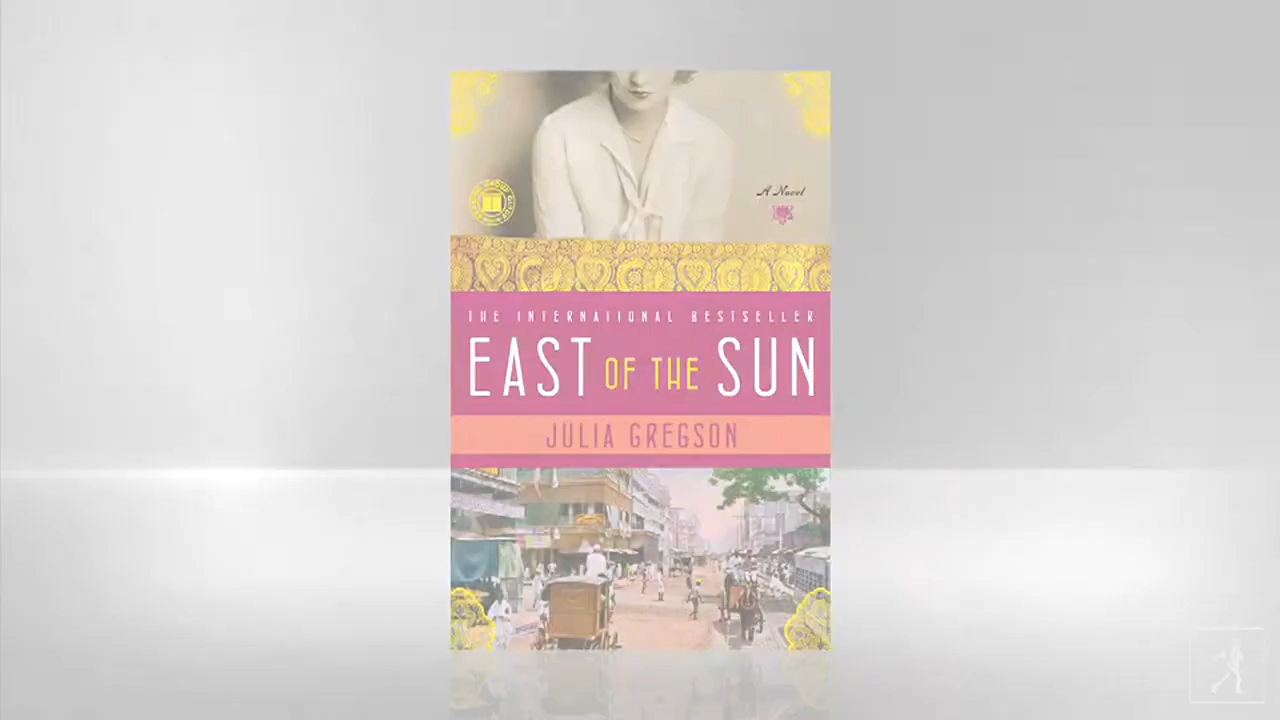 A Novel
THE INTERNATIONAL BESTSELLER
EAST OF THE SUN
JULIA GREGSON